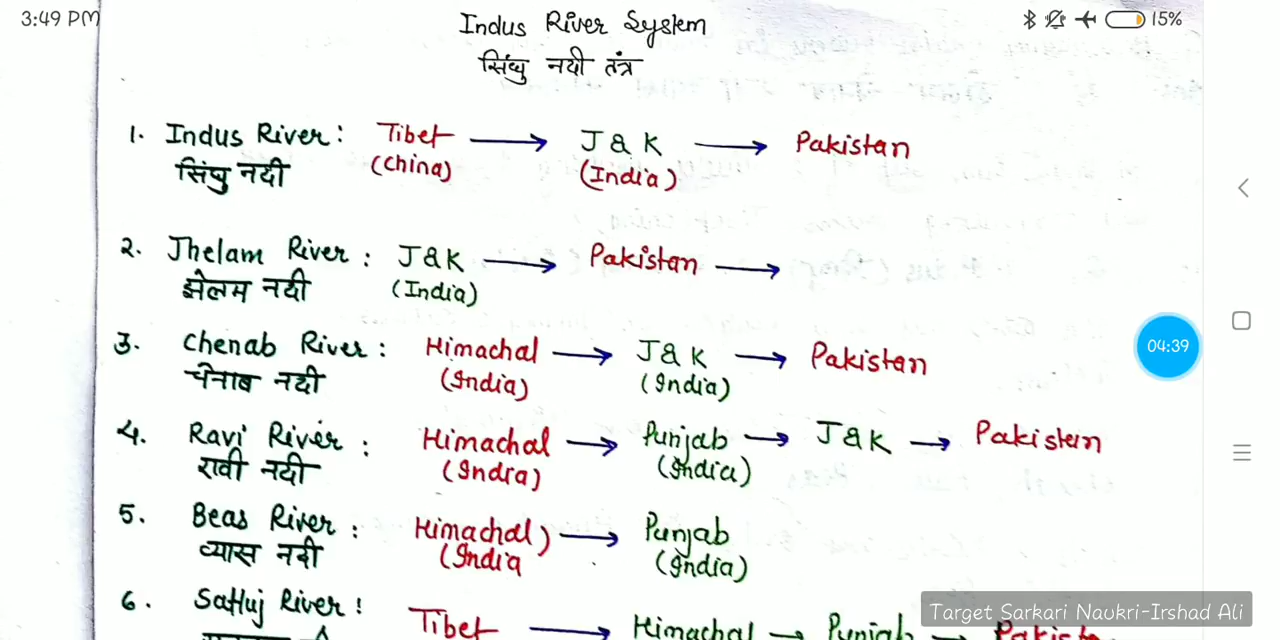 3:49 PM
15%
Indus River System
सिंधु नदी तंत्र
1. Indus River: Tibet → J & K → Pakistan
सिंधु नदी (China) (India)
2. Jhelam River: J&K → Pakistan →
झेलम नदी (India)
3. Chenab River: Himachal → J&K → Pakistan
चेनाब नदी (India) (India)
04:39
4. Ravi River: Himachal → Punjab → J&K → Pakistan
रावी नदी (India) (India)
5. Beas River: Himachal) → Punjab
व्यास नदी (India (India)
6. Satluj River: Tibet → Himachal → Punjab → Pakista
Target Sarkari Naukri-Irshad Ali